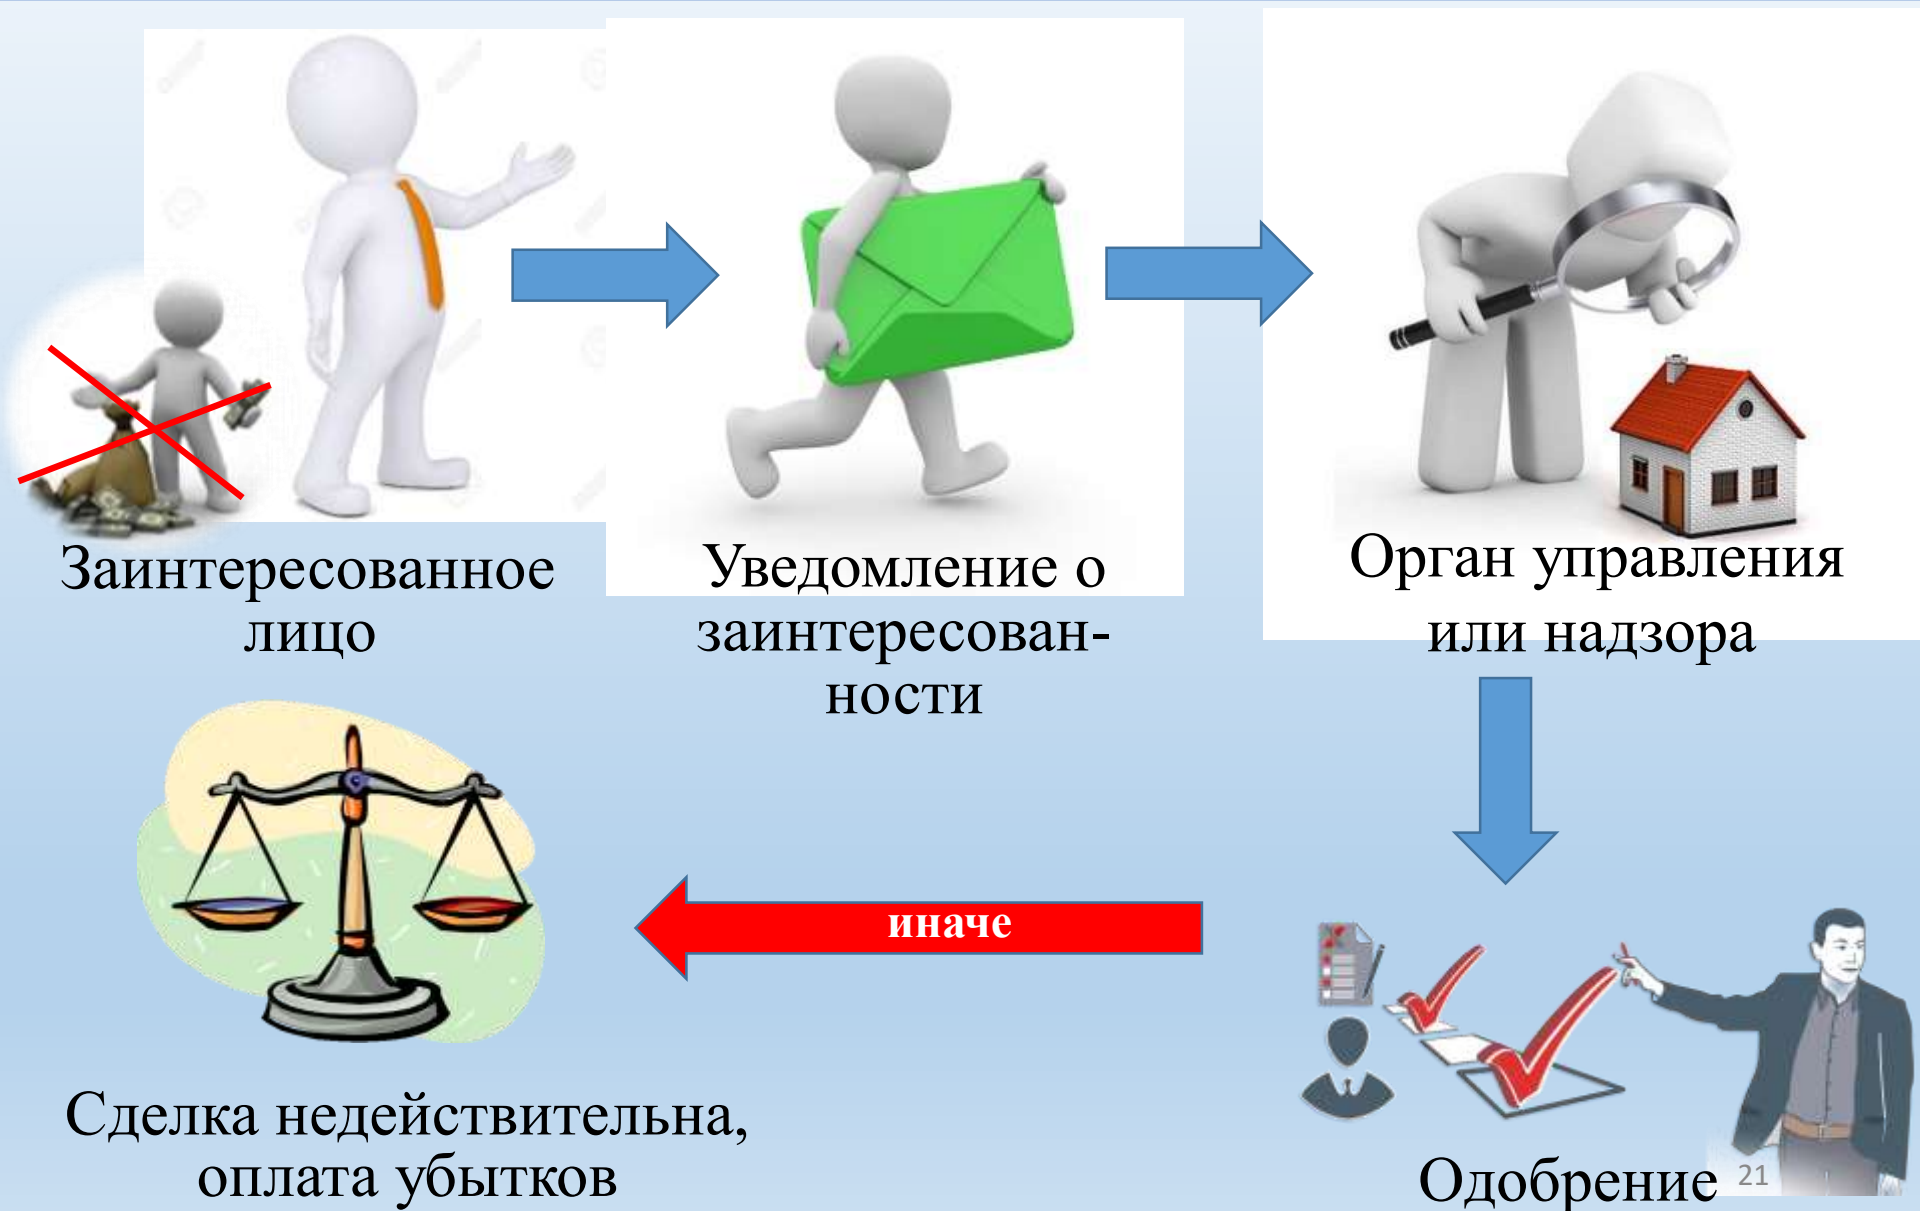 Заинтересованное
лицо
Уведомление о
заинтересован-
ности
Орган управления
или надзора
иначе
Сделка недействительна,
оплата убытков
Одобрение
21